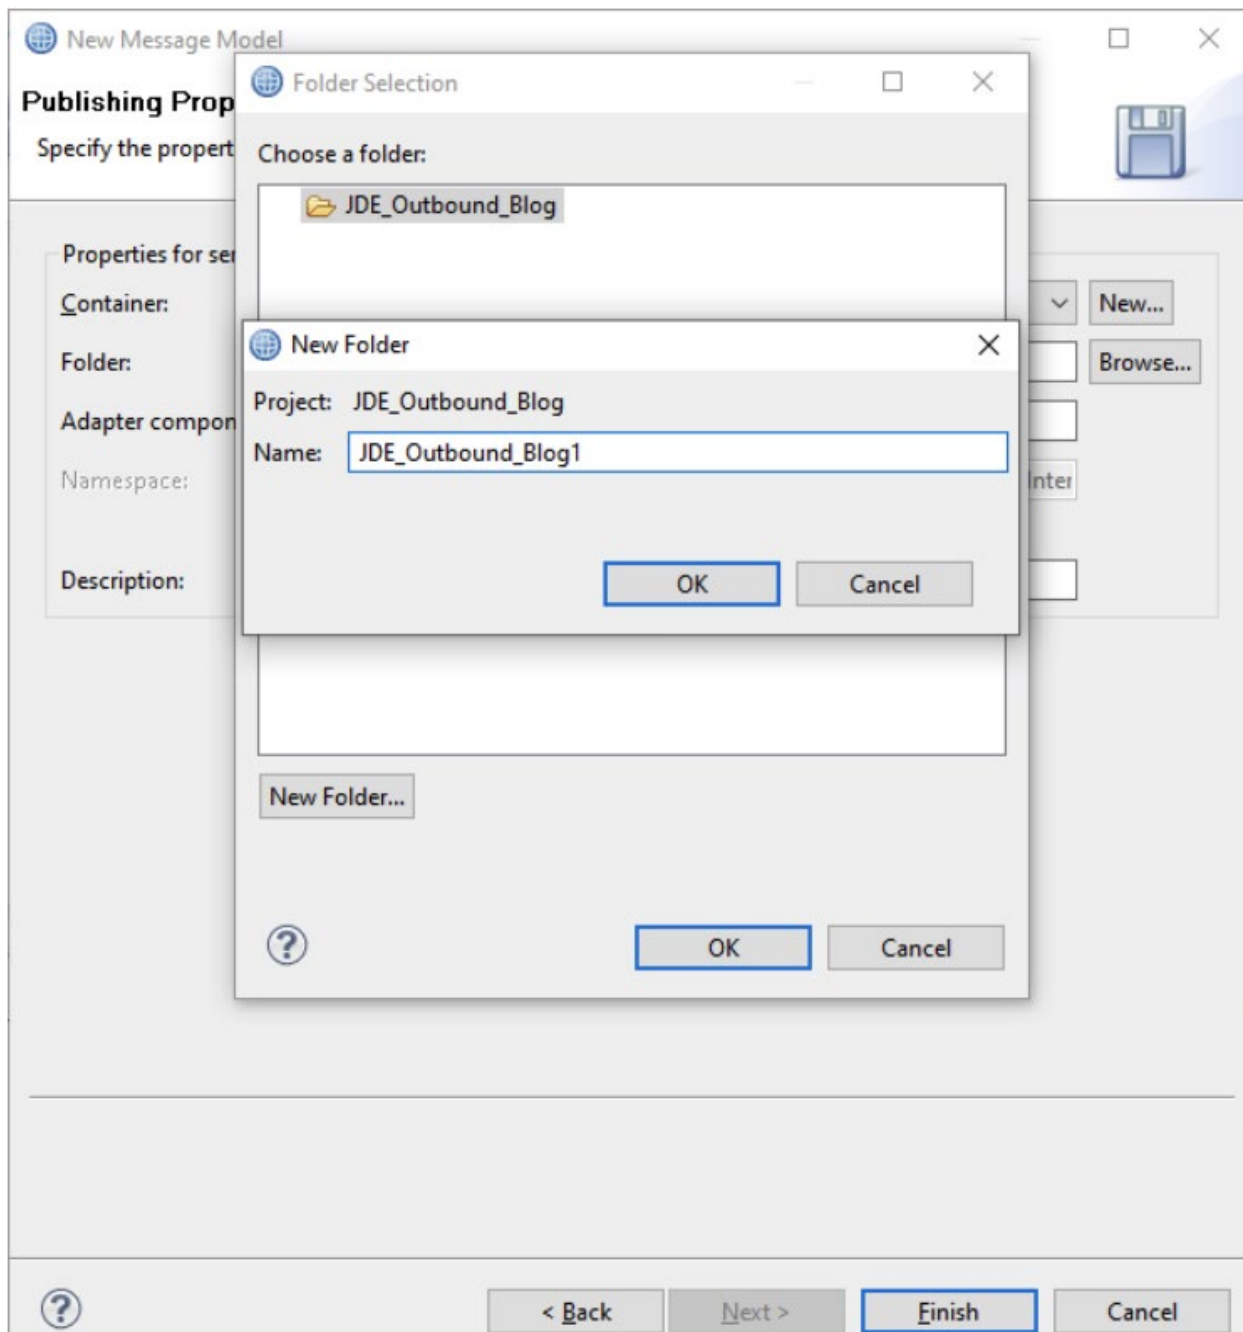 New Message Model
Folder Selection
Publishing Prop
Specify the propert
Choose a folder:
JDE_Outbound_Blog
Properties for ser
Container:
New...
New Folder
Folder:
Browse...
Project: JDE_Outbound_Blog
Adapter compon
Name: JDE_Outbound_Blog1
Namespace:
Inter
OK Cancel
Description:
New Folder...
OK Cancel
< Back Next > Finish Cancel